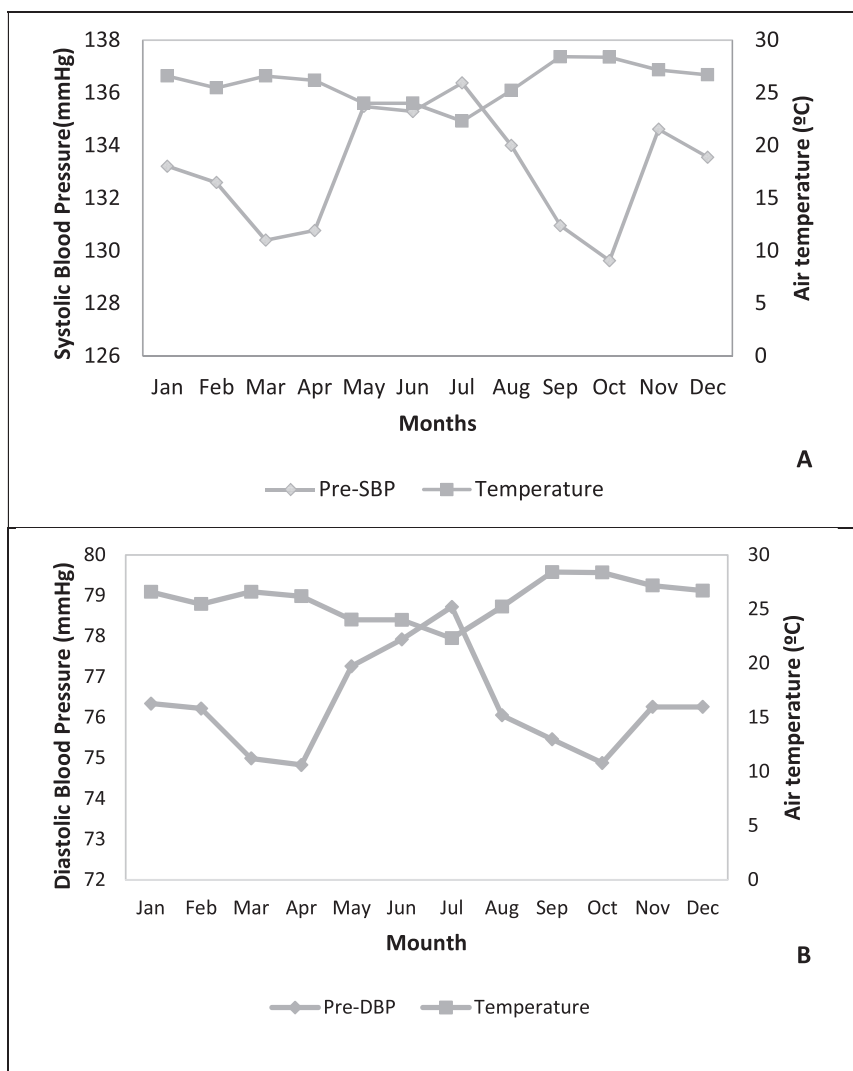 138
136
134
132
130
128
126
Systolic Blood Pressure(mmHg)
30
25
20
15
10
5
0
Air temperature (ºC)
Jan Feb Mar Apr May Jun Jul Aug Sep Oct Nov Dec
Months
A
Pre-SBP Temperature
80
79
78
77
76
75
74
73
72
Diastolic Blood Pressure (mmHg)
30
25
20
15
10
5
0
Air temperature (ºC)
Jan Feb Mar Apr May Jun Jul Aug Sep Oct Nov Dec
Mounth
B
Pre-DBP Temperature